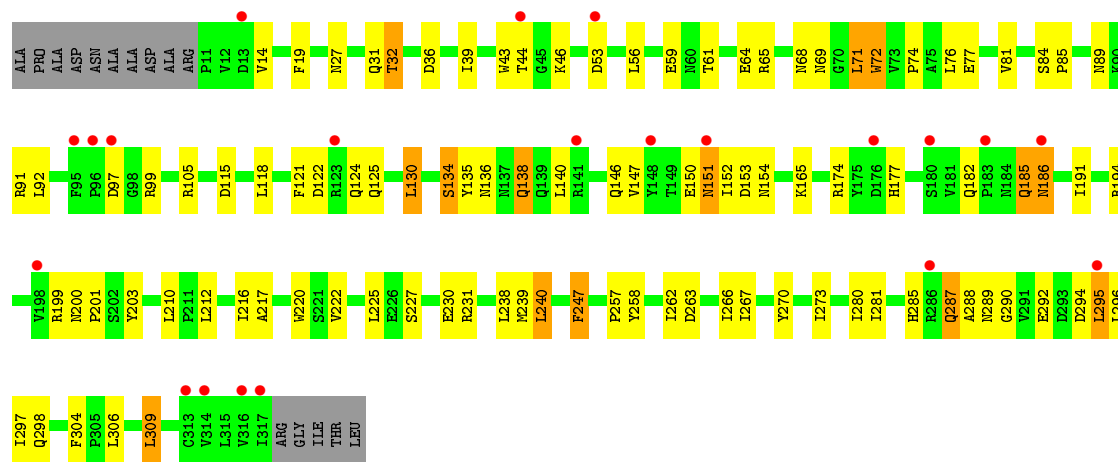 ALA PRO ALA ASP ASN ALA ALA ASP ALA ARG P11 V12 D13 V14 F19 N27 Q31 T32 D36 I39 W43 T44 G45 K46 D53 L56 E59 N60 T61 E64 R65 N68 N69 G70 L71 W72 V73 P74 A75 L76 E77 V81 S84 P85 N89 K90
R91 L92 F95 P96 D97 G98 R99 R105 D115 L118 F121 D122 R123 Q124 Q125 L130 S134 Y135 N136 N137 Q138 Q139 L140 R141 Q146 V147 Y148 T149 E150 N151 I152 D153 N154 K165 R174 Y175 D176 H177 S180 V181 Q182 P183 N184 Q185 N186 I191
V198 R199 N200 P201 S202 Y203 L210 P211 L212 I216 A217 W220 S221 V222 L225 E226 S227 E230 R231 L238 M239 L240 F247 P257 Y258 I262 D263 I266 I267 Y270 I273 I280 I281 H285 R286 Q287 A288 N289 G290 V291 E292 D293 D294 L295
I297 Q298 F304 P305 L306 L309 C313 V314 L315 V316 I317 ARG GLY ILE THR LEU